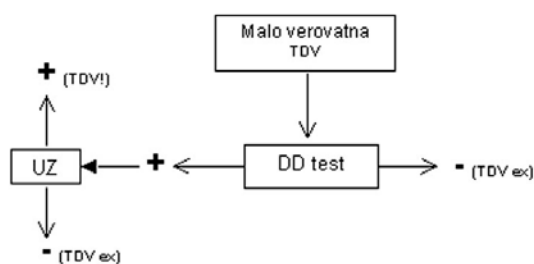 Malo verovatna
TDV
+ (TDV!)
UZ
+
DD test
- (TDV ex)
- (TDV ex)